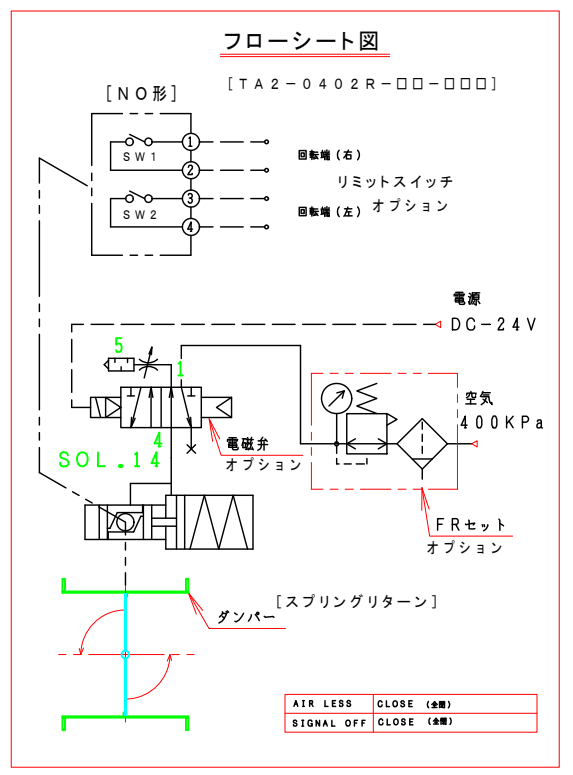 フローシート図
[TA2-0402R-□□-□□□]
[NO形]
SW1
1
2
回転端(右)
リミットスイッチ
オプション
SW2
3
4
回転端(左)
電源
DC-24V
5
1
4
SOL.14
電磁弁
オプション
空気
400KPa
FRセット
オプション
[スプリングリターン]
ダンパー
AIR LESS CLOSE (全閉)
SIGNAL OFF CLOSE (全閉)